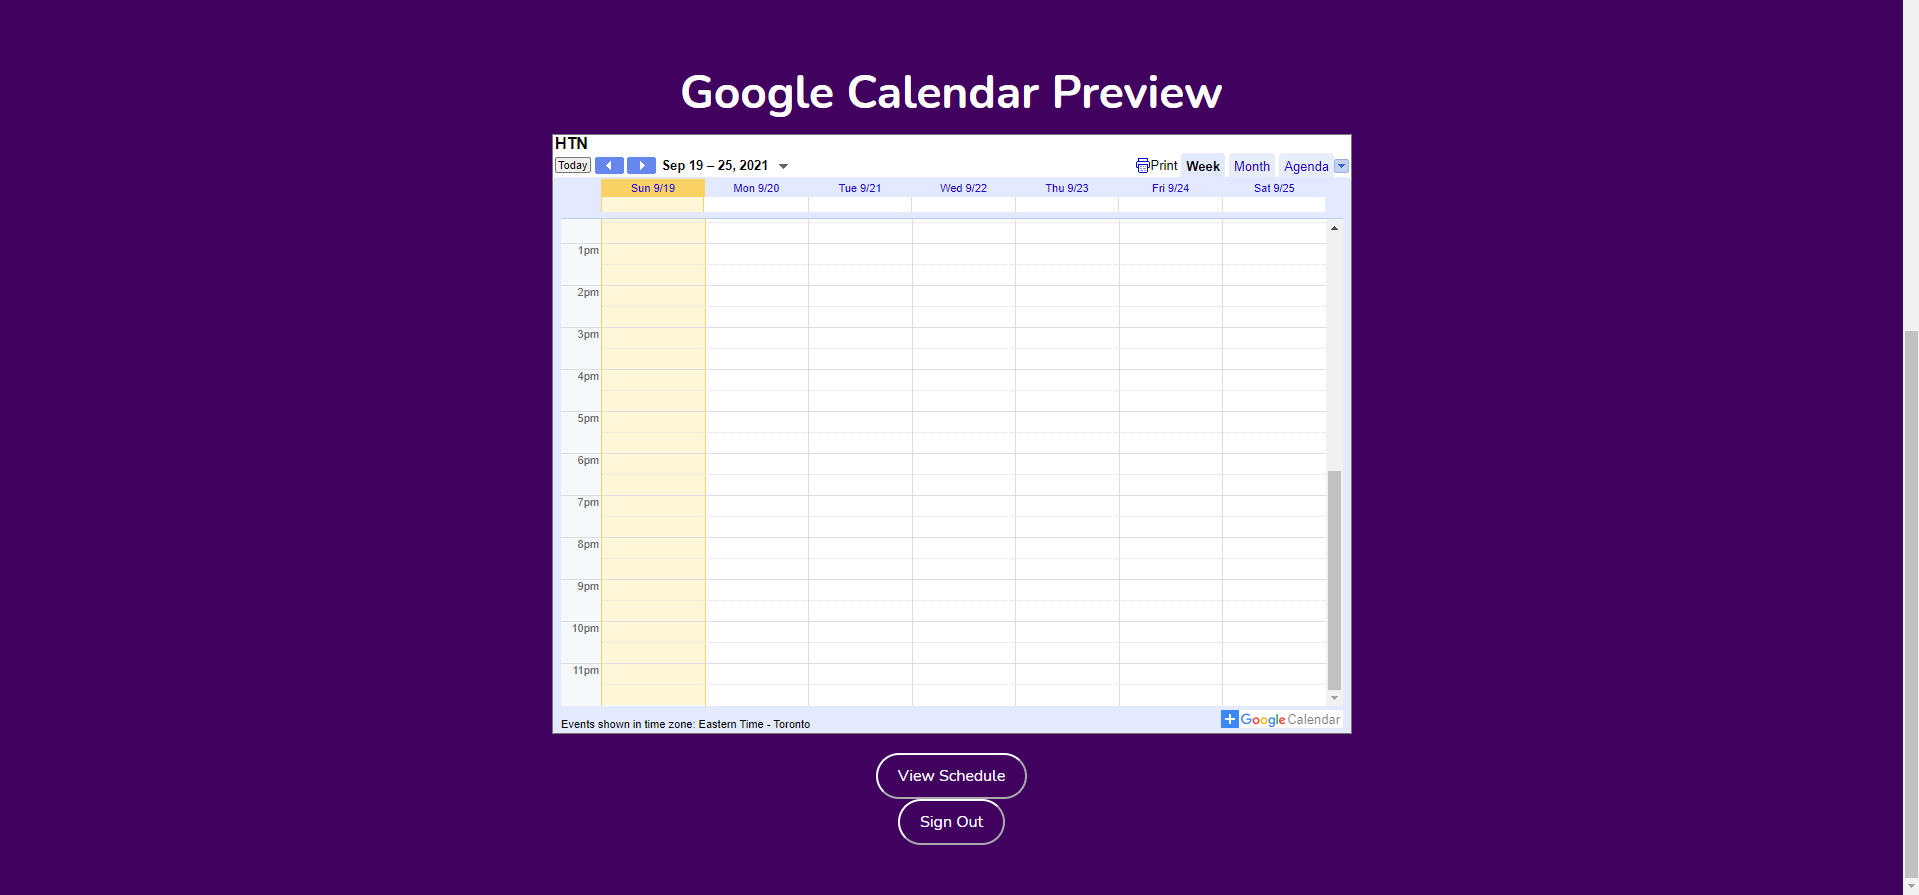 Google Calendar Preview
HTN
Today Sep 19 – 25, 2021 Print Week Month Agenda
Sun 9/19 Mon 9/20 Tue 9/21 Wed 9/22 Thu 9/23 Fri 9/24 Sat 9/25
1pm
2pm
3pm
4pm
5pm
6pm
7pm
8pm
9pm
10pm
11pm
Events shown in time zone: Eastern Time - Toronto
Google Calendar
View Schedule
Sign Out